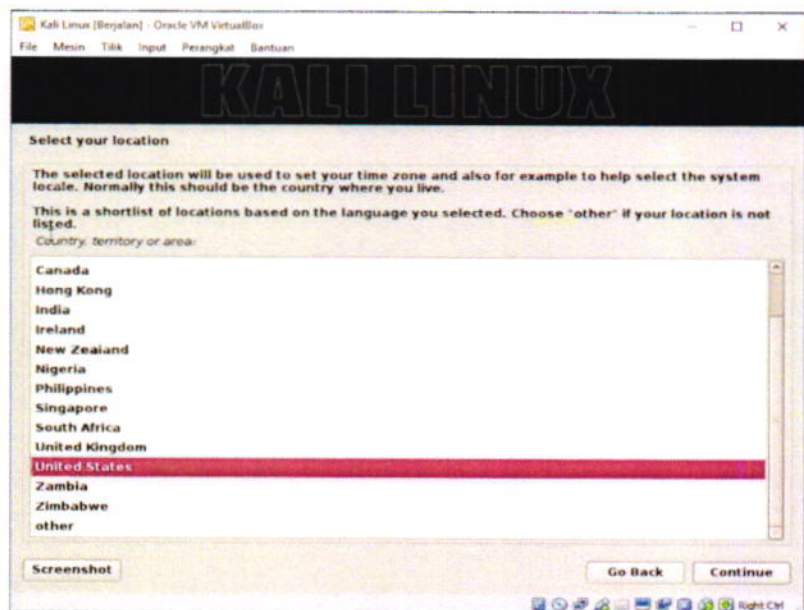 Kali Linux [Berjalan] - Oracle VM VirtualBox
File Mesin Tilik Input Perangkat Bantuan
KALI LINUX
Select your location
The selected location will be used to set your time zone and also for example to help select the system
locale. Normally this should be the country where you live.
This is a shortlist of locations based on the language you selected. Choose "other" if your location is not
listed.
Country, territory or area:
Canada
Hong Kong
India
Ireland
New Zealand
Nigeria
Philippines
Singapore
South Africa
United Kingdom
United States
Zambia
Zimbabwe
other
Screenshot
Go Back Continue
Right Ctrl